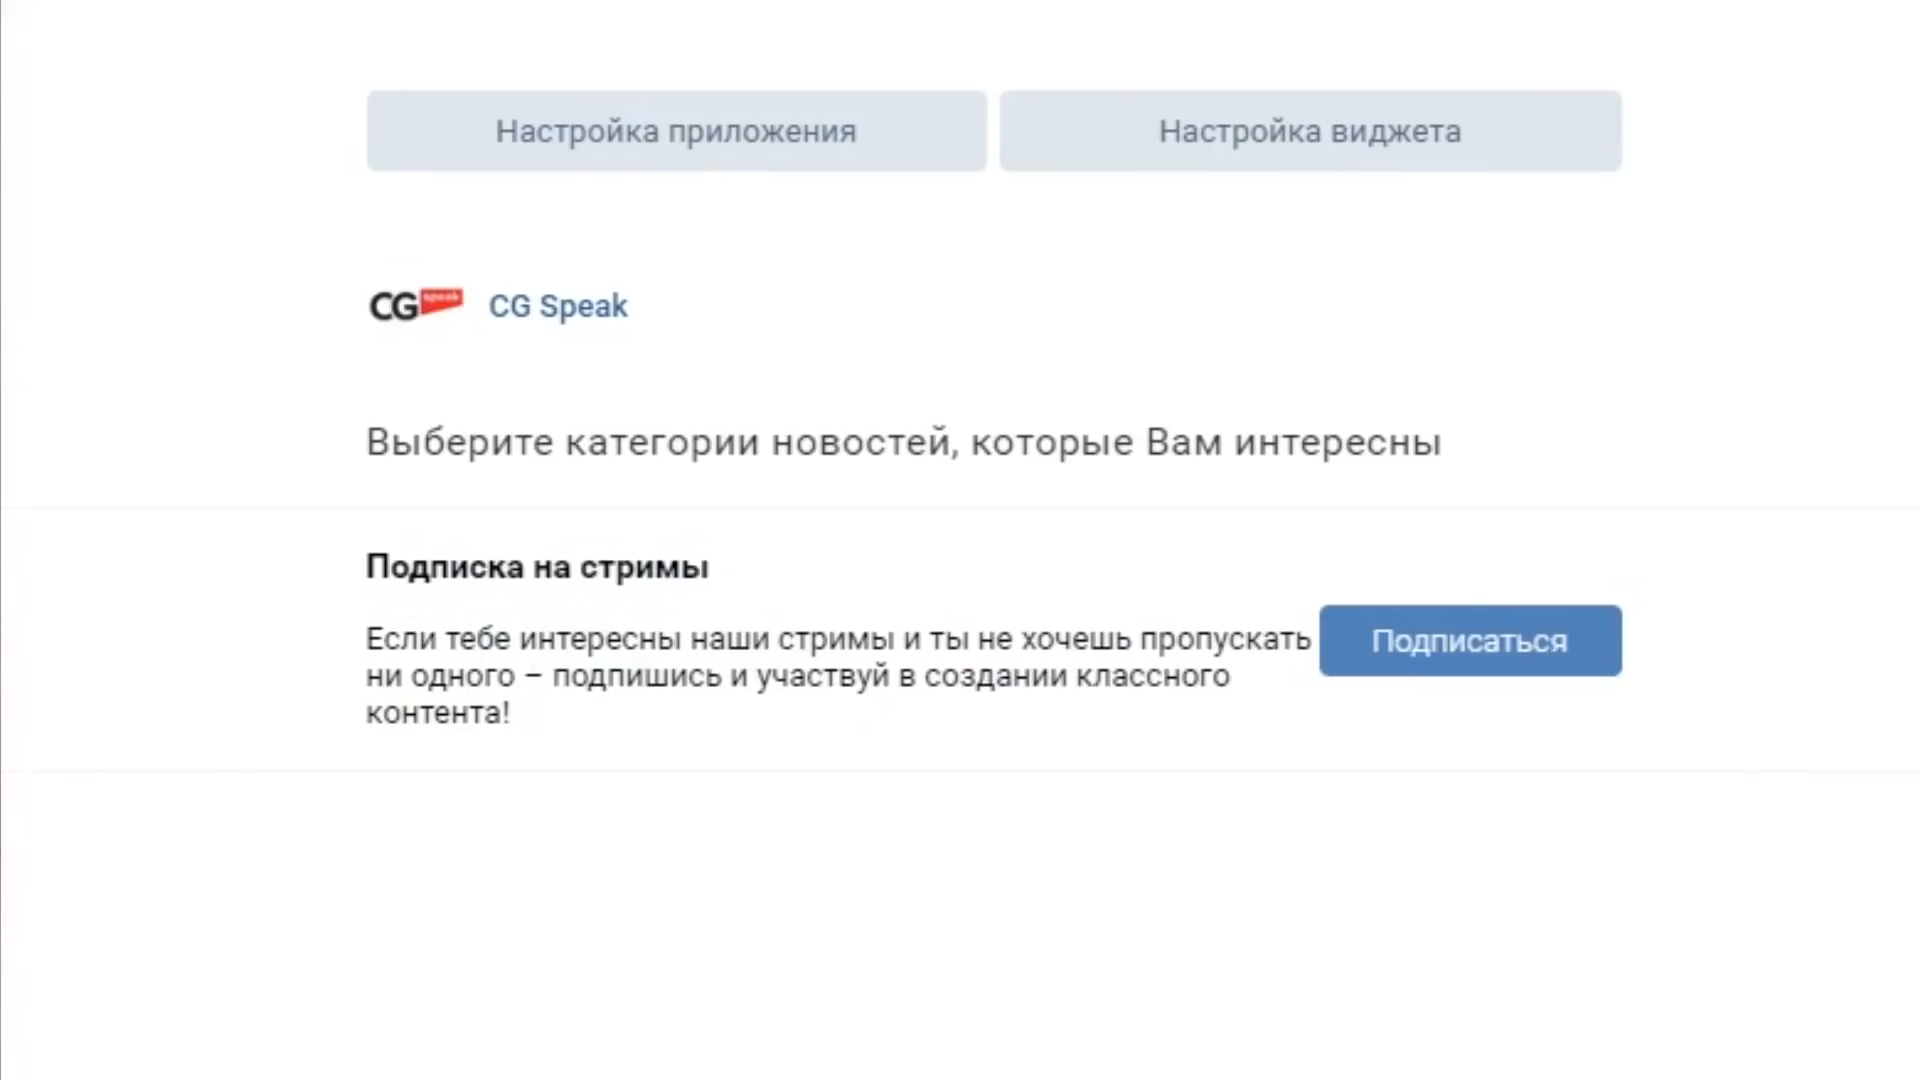 Настройка приложения
Настройка виджета
CG speak
CG Speak
Выберите категории новостей, которые Вам интересны
Подписка на стримы
Если тебе интересны наши стримы и ты не хочешь пропускать
ни одного – подпишись и участвуй в создании классного
контента!
Подписаться